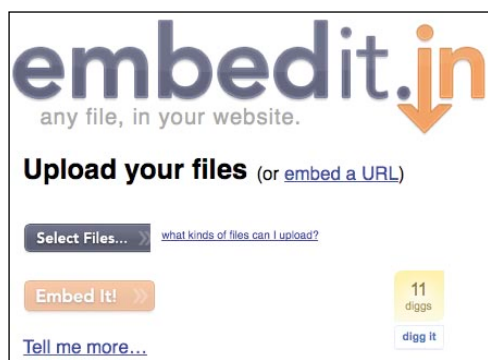 embedit.in
any file, in your website.
Upload your files (or embed a URL)
Select Files... what kinds of files can I upload?
Embed It!
11
diggs
digg it
Tell me more...